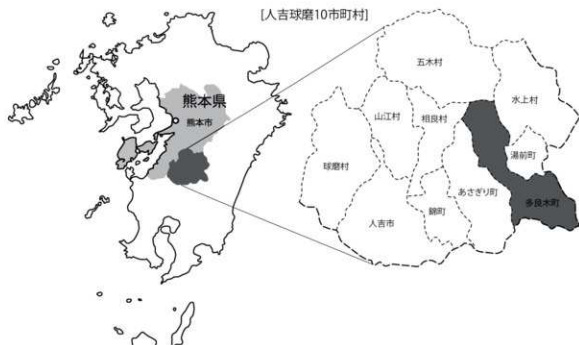 [人吉球磨10市町村]
熊本県
熊本市
五木村
水上村
山江村
相良村
湯前町
球磨村
あさぎり町
多良木町
錦町
人吉市